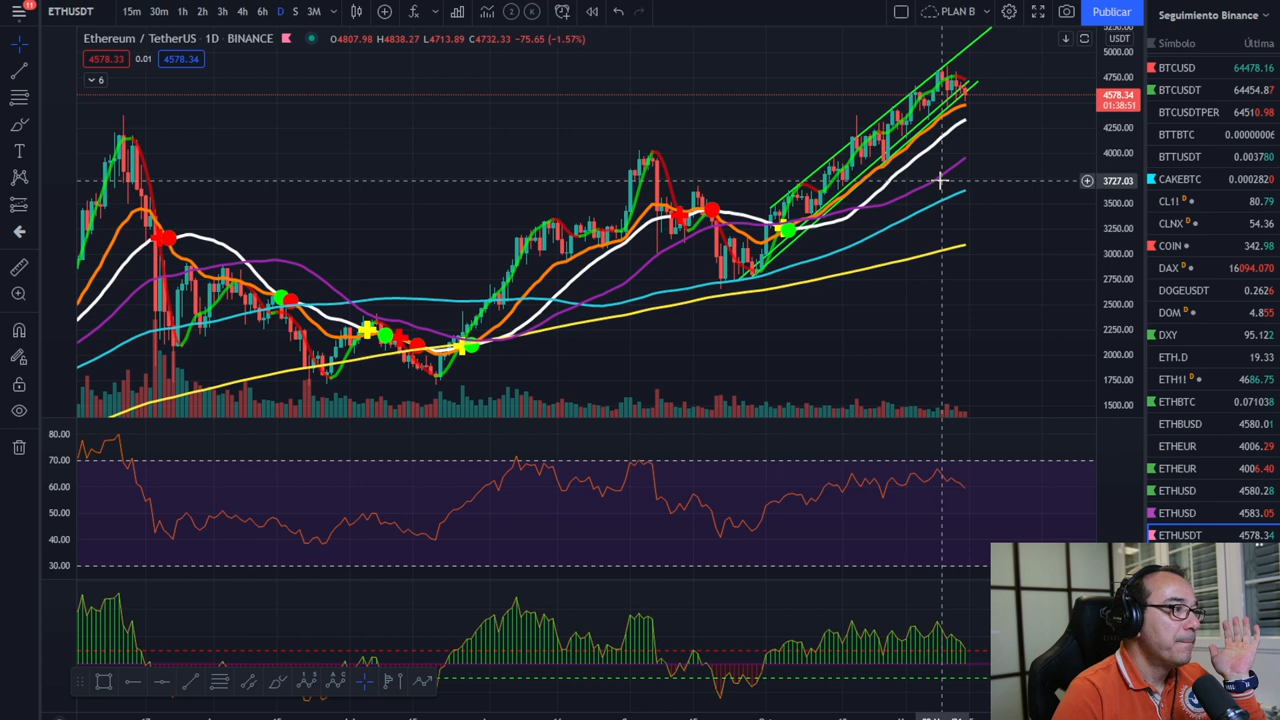 11
ETHUSDT 15m 30m 1h 2h 3h 4h 6h D S 3M 2 K PLAN B Publicar
Ethereum / TetherUS · 1D · BINANCE O4807.98 H4838.27 L4713.89 C4732.33 −75.65 (−1.57%)
4578.33 0.01 4578.34
6
USDT
5000.00
4750.00
4578.34
01:38:51
4250.00
4000.00
3727.03
3500.00
3250.00
3000.00
2750.00
2500.00
2250.00
2000.00
1750.00
1500.00
80.00
70.00
60.00
50.00
40.00
30.00
Seguimiento Binance
Símbolo Última
BTCUSD 64478.16
BTCUSDT 64454.87
BTCUSDTPER 6451 0.98
BTTBTC 0.0000006
BTTUSDT 0.003780
CAKEBTC 0.0002820
CL1! D 80.79
CLNX D 54.36
COIN 342.98
DAX D 16094.070
DOGEUSDT 0.2626
DOM D 4.855
DXY 95.122
ETH.D 19.33
ETH1! D 4686.75
ETHBTC 0.071038
ETHBUSD 4580.01
ETHEUR 4006.29
ETHEUR 4006.40
ETHUSD 4580.28
ETHUSD 4583.05
ETHUSDT 4578.34